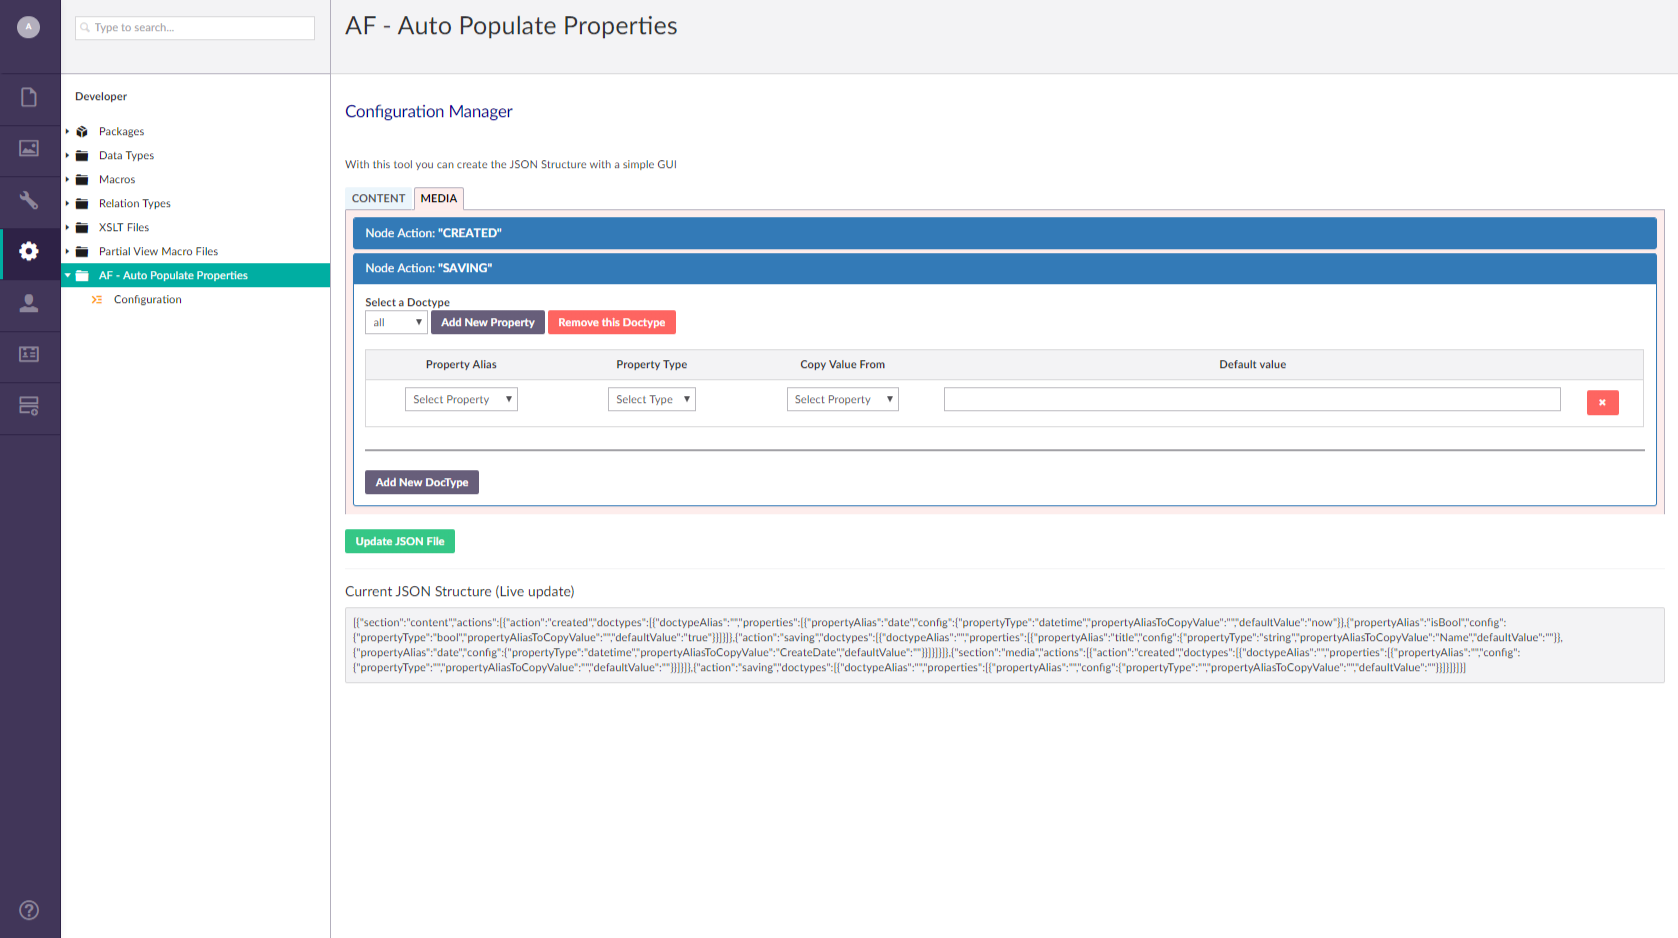 A
Type to search...
AF - Auto Populate Properties
Developer
Packages
Data Types
Macros
Relation Types
XSLT Files
Partial View Macro Files
AF - Auto Populate Properties
Configuration
Configuration Manager
With this tool you can create the JSON Structure with a simple GUI
CONTENT MEDIA
Node Action: "CREATED"
Node Action: "SAVING"
Select a Doctype
all Add New Property Remove this Doctype
Property Alias Property Type Copy Value From Default value
Select Property Select Type Select Property
Add New DocType
Update JSON File
Current JSON Structure (Live update)
[{"section":"content","actions":[{"action":"created","doctypes":[{"doctypeAlias":"","properties":[{"propertyAlias":"date","config":{"propertyType":"datetime","propertyAliasToCopyValue":"","defaultValue":"now"}},{"propertyAlias":"isBool","config":
{"propertyType":"bool","propertyAliasToCopyValue":"","defaultValue":"true"}}]}]},{"action":"saving","doctypes":[{"doctypeAlias":"","properties":[{"propertyAlias":"title","config":{"propertyType":"string","propertyAliasToCopyValue":"Name","defaultValue":""}},
{"propertyAlias":"date","config":{"propertyType":"datetime","propertyAliasToCopyValue":"CreateDate","defaultValue":""}}]}]}]},{"section":"media","actions":[{"action":"created","doctypes":[{"doctypeAlias":"","properties":[{"propertyAlias":"","config":
{"propertyType":"","propertyAliasToCopyValue":"","defaultValue":""}}]}]},{"action":"saving","doctypes":[{"doctypeAlias":"","properties":[{"propertyAlias":"","config":{"propertyType":"","propertyAliasToCopyValue":"","defaultValue":""}}]}]}]}]